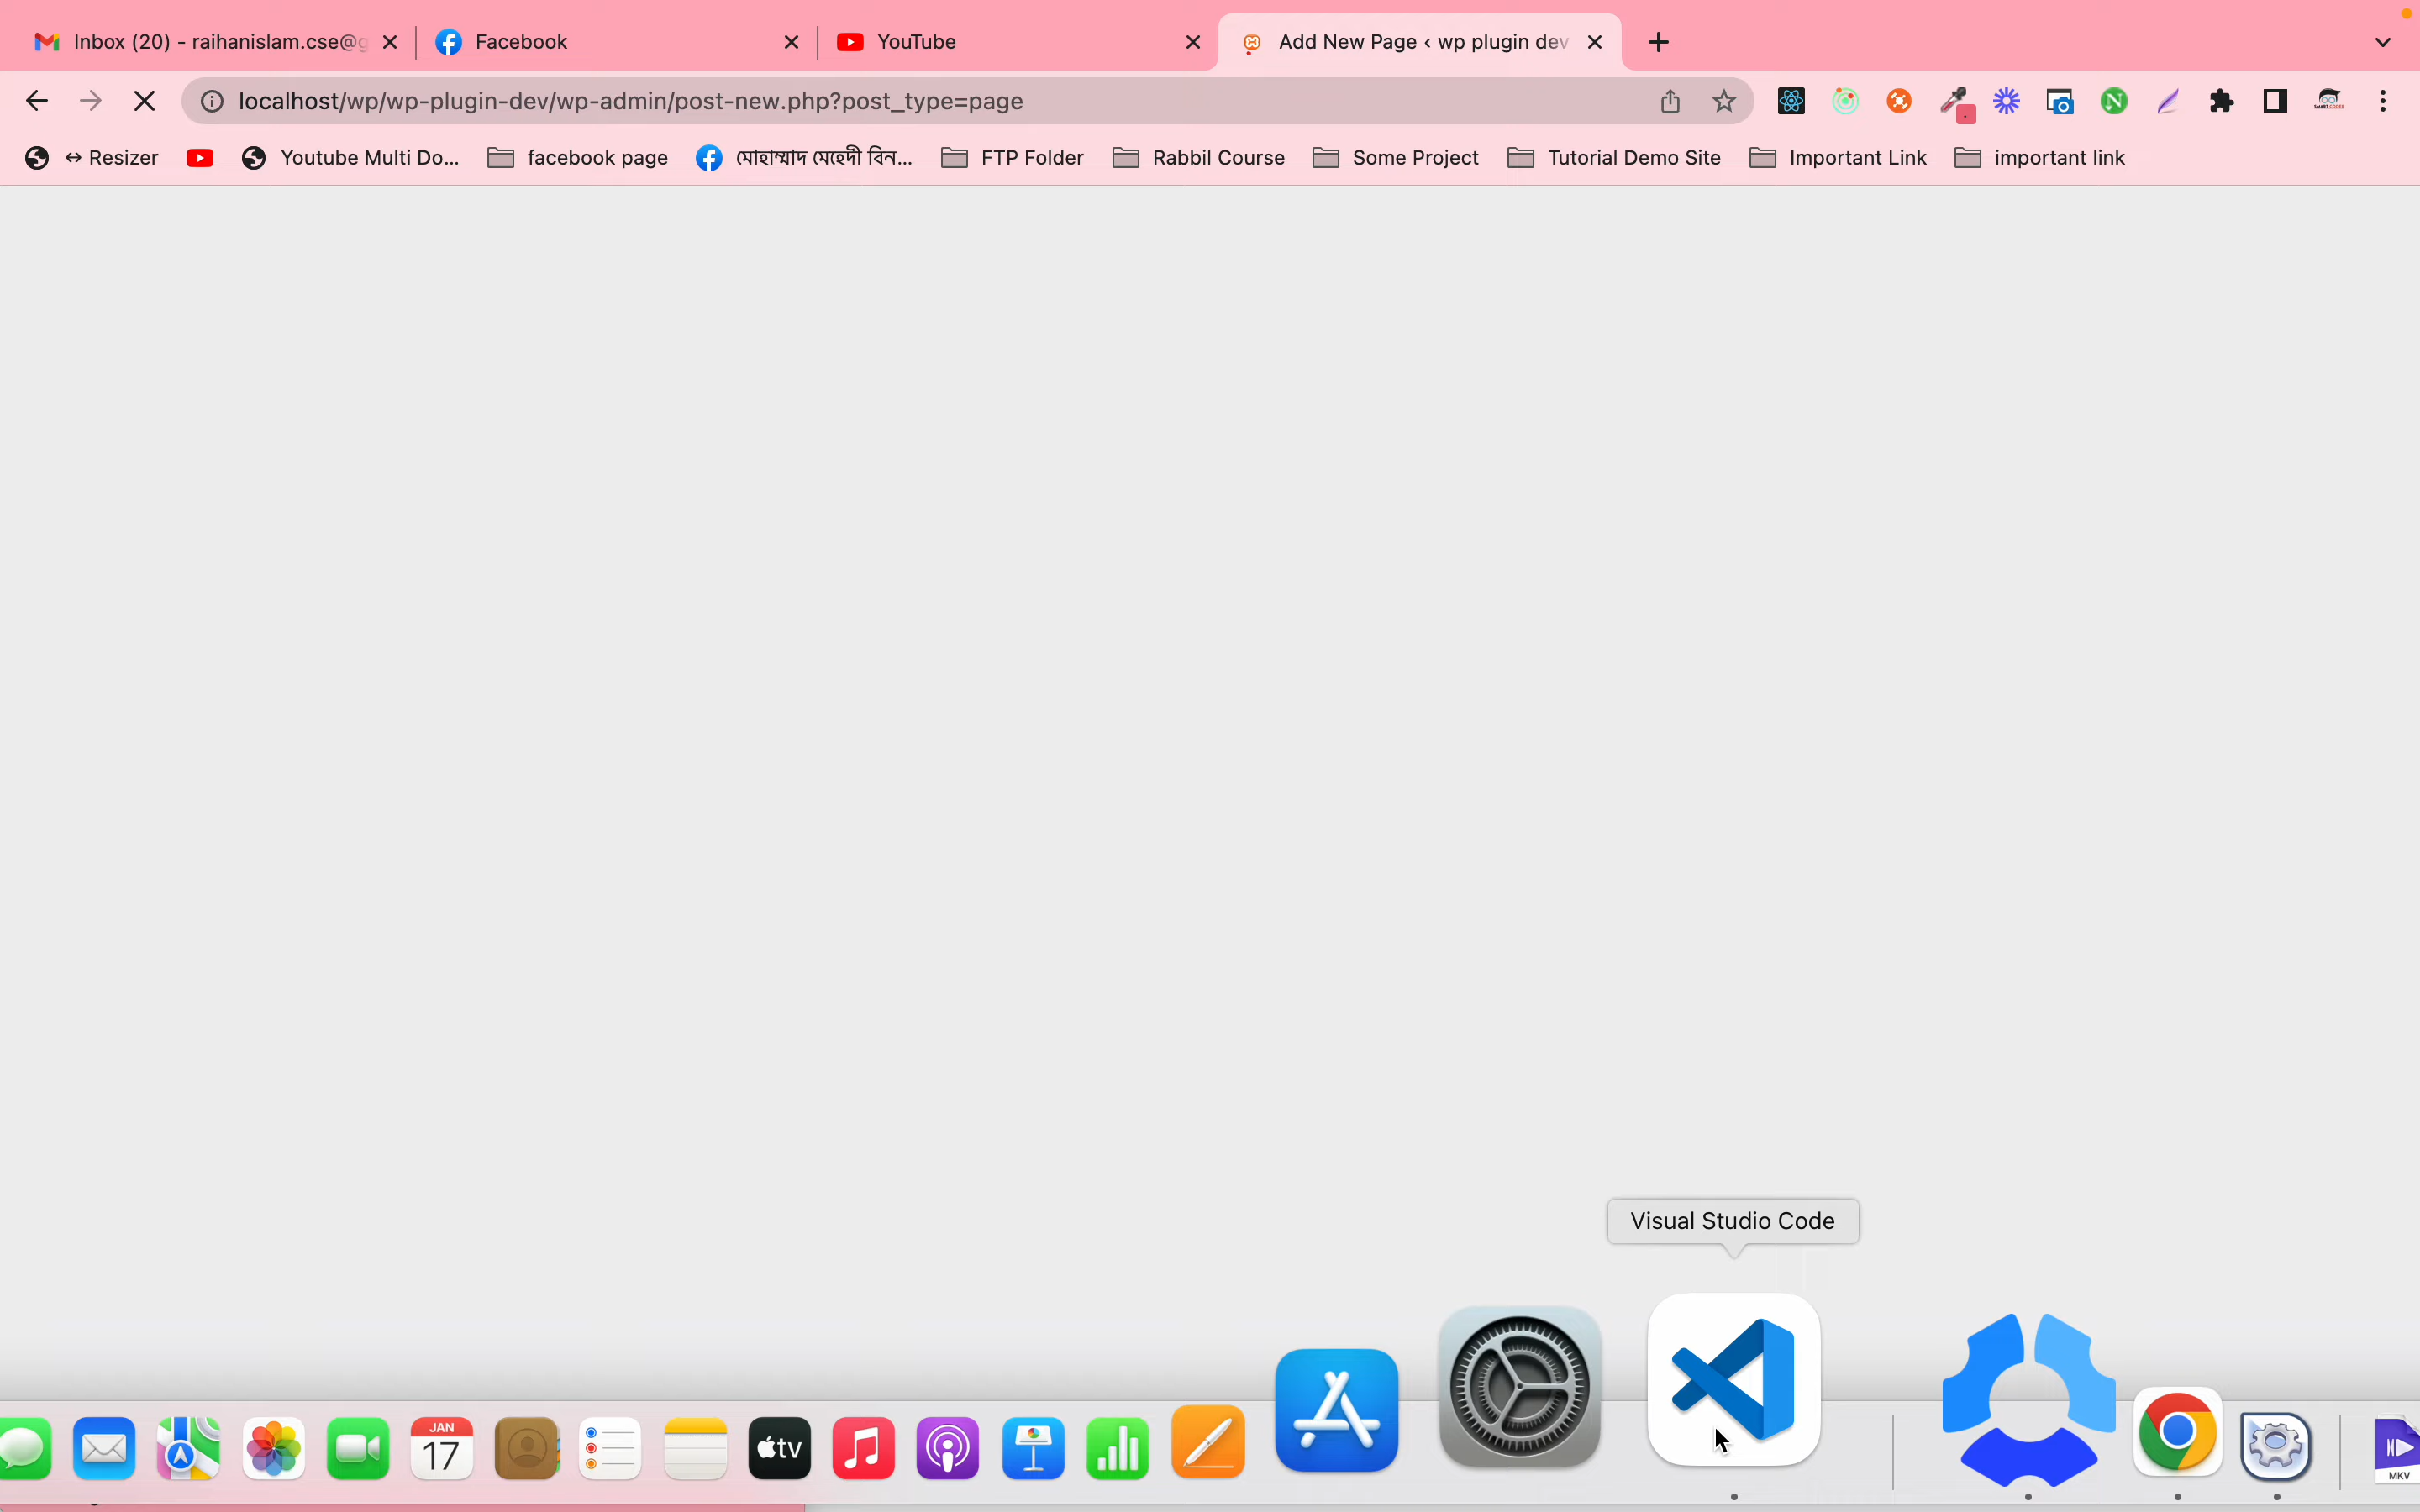 Inbox (20) - raihanislam.cse@g
Facebook
YouTube
Add New Page ‹ wp plugin dev
localhost/wp/wp-plugin-dev/wp-admin/post-new.php?post_type=page
↔ Resizer
Youtube Multi Do...
facebook page
মোহাম্মাদ মেহেদী বিন...
FTP Folder
Rabbil Course
Some Project
Tutorial Demo Site
Important Link
important link
Visual Studio Code
JAN
17
tv
MKV